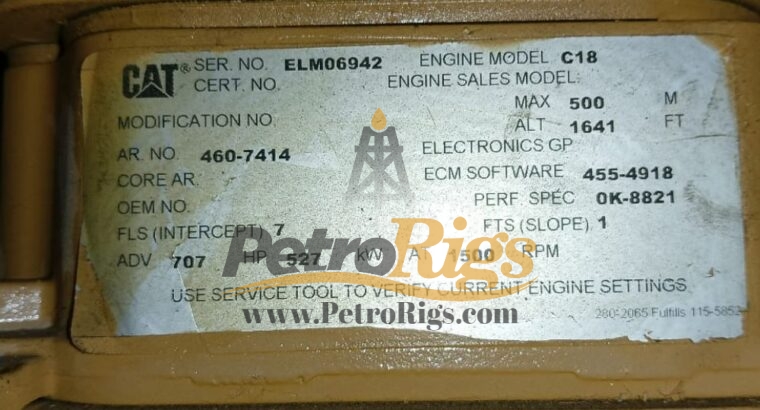 CAT® SER. NO. ELM06942 ENGINE MODEL C18
CERT. NO. ENGINE SALES MODEL:
MAX 500 M
MODIFICATION NO. ALT 1641 FT
AR. NO. 460-7414 ELECTRONICS GP
CORE AR. ECM SOFTWARE 455-4918
OEM NO. PERF. SPEC 0K-8821
FLS (INTERCEPT) 7 FTS (SLOPE) 1
PetroRigs
ADV 707 HP 527 kW AT 1500 RPM
USE SERVICE TOOL TO VERIFY CURRENT ENGINE SETTINGS
www.PetroRigs.com
280-2065 Fulfills 115-5852